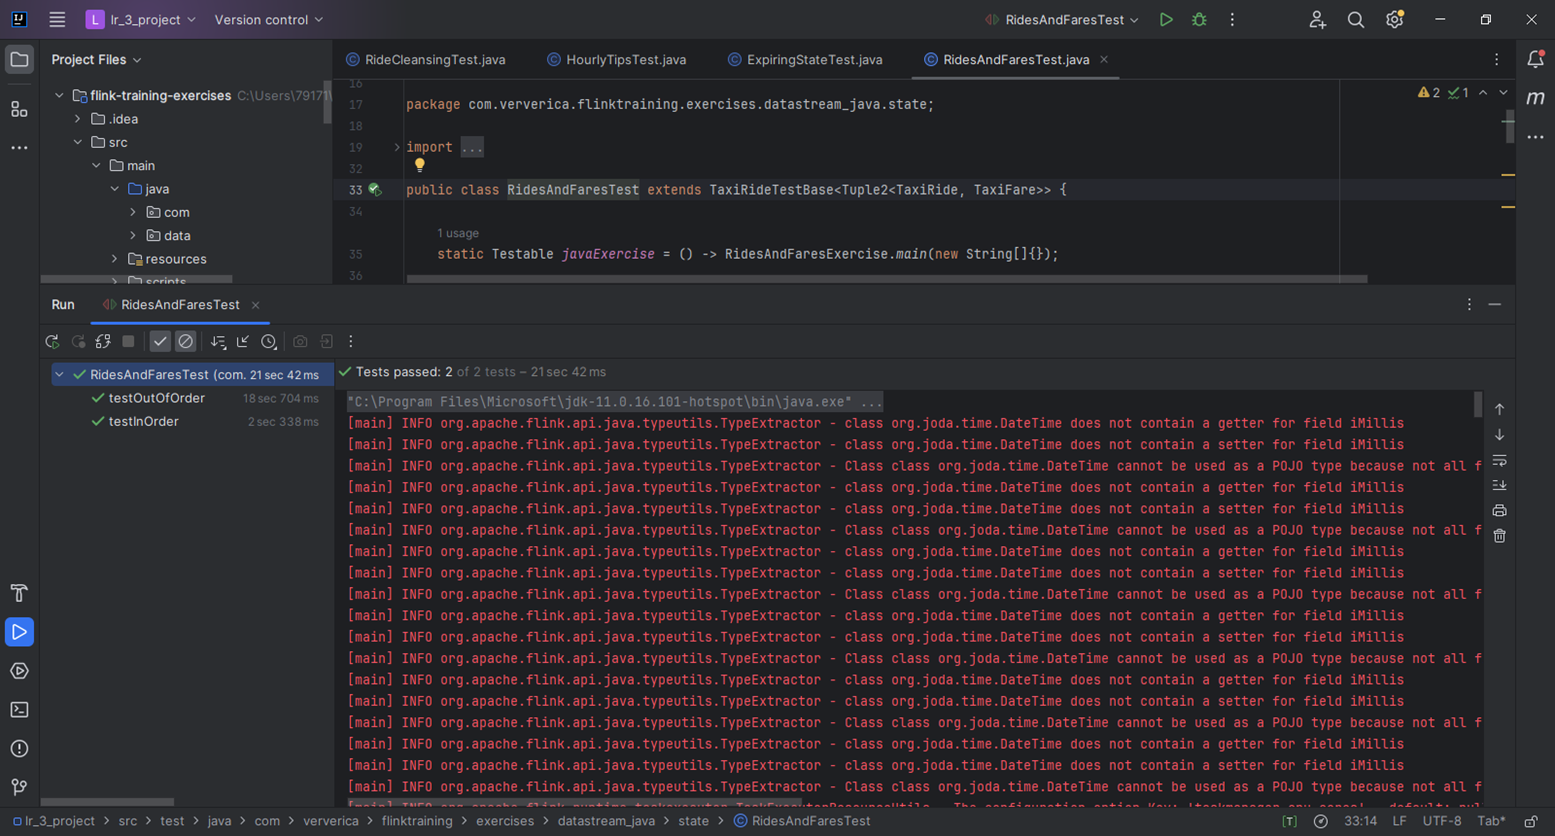 L lr_3_project Version control RidesAndFaresTest
Project Files
RideCleansingTest.java HourlyTipsTest.java ExpiringStateTest.java RidesAndFaresTest.java
flink-training-exercises C:\Users\79171\
.idea
src
main
java
com
data
resources
scripts
16
17 package com.ververica.flinktraining.exercises.datastream_java.state;
18
19 import ...
32
33 public class RidesAndFaresTest extends TaxiRideTestBase<Tuple2<TaxiRide, TaxiFare>> {
34
1 usage
35 static Testable javaExercise = () -> RidesAndFaresExercise.main(new String[]{});
36
2 1
m
Run RidesAndFaresTest
RidesAndFaresTest (com. 21 sec 42 ms
testOutOfOrder 18 sec 704 ms
testInOrder 2 sec 338 ms
Tests passed: 2 of 2 tests – 21 sec 42 ms
"C:\Program Files\Microsoft\jdk-11.0.16.101-hotspot\bin\java.exe" ...
[main] INFO org.apache.flink.api.java.typeutils.TypeExtractor - class org.joda.time.DateTime does not contain a getter for field iMillis
[main] INFO org.apache.flink.api.java.typeutils.TypeExtractor - class org.joda.time.DateTime does not contain a setter for field iMillis
[main] INFO org.apache.flink.api.java.typeutils.TypeExtractor - Class class org.joda.time.DateTime cannot be used as a POJO type because not all f
[main] INFO org.apache.flink.api.java.typeutils.TypeExtractor - class org.joda.time.DateTime does not contain a getter for field iMillis
[main] INFO org.apache.flink.api.java.typeutils.TypeExtractor - class org.joda.time.DateTime does not contain a setter for field iMillis
[main] INFO org.apache.flink.api.java.typeutils.TypeExtractor - Class class org.joda.time.DateTime cannot be used as a POJO type because not all f
[main] INFO org.apache.flink.api.java.typeutils.TypeExtractor - class org.joda.time.DateTime does not contain a getter for field iMillis
[main] INFO org.apache.flink.api.java.typeutils.TypeExtractor - class org.joda.time.DateTime does not contain a setter for field iMillis
[main] INFO org.apache.flink.api.java.typeutils.TypeExtractor - Class class org.joda.time.DateTime cannot be used as a POJO type because not all f
[main] INFO org.apache.flink.api.java.typeutils.TypeExtractor - class org.joda.time.DateTime does not contain a getter for field iMillis
[main] INFO org.apache.flink.api.java.typeutils.TypeExtractor - class org.joda.time.DateTime does not contain a setter for field iMillis
[main] INFO org.apache.flink.api.java.typeutils.TypeExtractor - Class class org.joda.time.DateTime cannot be used as a POJO type because not all f
[main] INFO org.apache.flink.api.java.typeutils.TypeExtractor - class org.joda.time.DateTime does not contain a getter for field iMillis
[main] INFO org.apache.flink.api.java.typeutils.TypeExtractor - class org.joda.time.DateTime does not contain a setter for field iMillis
[main] INFO org.apache.flink.api.java.typeutils.TypeExtractor - Class class org.joda.time.DateTime cannot be used as a POJO type because not all f
[main] INFO org.apache.flink.api.java.typeutils.TypeExtractor - class org.joda.time.DateTime does not contain a getter for field iMillis
[main] INFO org.apache.flink.api.java.typeutils.TypeExtractor - class org.joda.time.DateTime does not contain a setter for field iMillis
[main] INFO org.apache.flink.api.java.typeutils.TypeExtractor - Class class org.joda.time.DateTime cannot be used as a POJO type because not all f
lr_3_project > src > test > java > com > ververica > flinktraining > exercises > datastream_java > state > RidesAndFaresTest [T] 33:14 LF UTF-8 Tab*